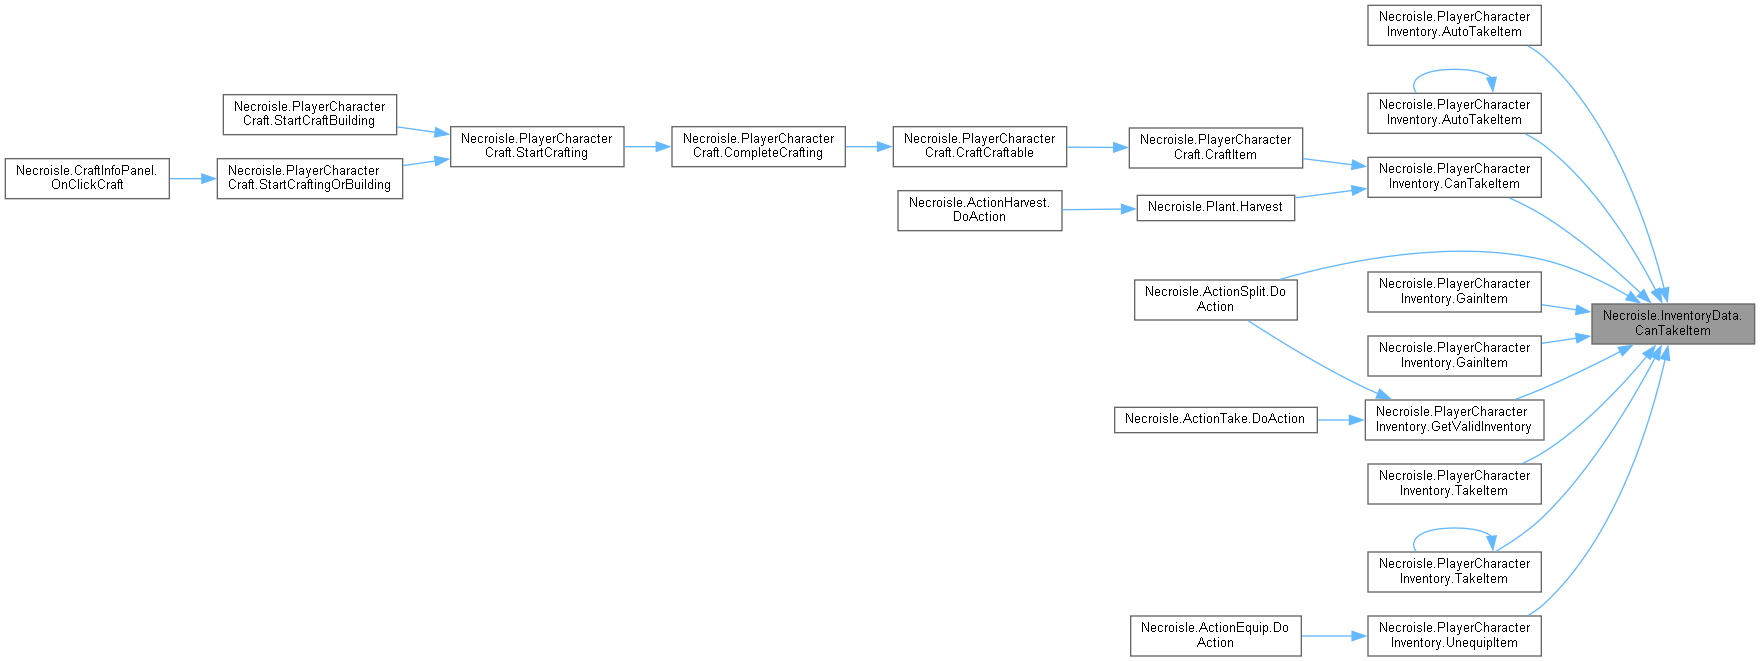 Necroisle.PlayerCharacter
Inventory.AutoTakeItem
Necroisle.PlayerCharacter
Inventory.AutoTakeItem
Necroisle.PlayerCharacter
Craft.StartCraftBuilding
Necroisle.PlayerCharacter
Craft.StartCrafting
Necroisle.PlayerCharacter
Craft.CompleteCrafting
Necroisle.PlayerCharacter
Craft.CraftCraftable
Necroisle.PlayerCharacter
Craft.CraftItem
Necroisle.CraftInfoPanel.
OnClickCraft
Necroisle.PlayerCharacter
Craft.StartCraftingOrBuilding
Necroisle.PlayerCharacter
Inventory.CanTakeItem
Necroisle.ActionHarvest.
DoAction
Necroisle.Plant.Harvest
Necroisle.ActionSplit.Do
Action
Necroisle.PlayerCharacter
Inventory.GainItem
Necroisle.InventoryData.
CanTakeItem
Necroisle.PlayerCharacter
Inventory.GainItem
Necroisle.ActionTake.DoAction
Necroisle.PlayerCharacter
Inventory.GetValidInventory
Necroisle.PlayerCharacter
Inventory.TakeItem
Necroisle.PlayerCharacter
Inventory.TakeItem
Necroisle.ActionEquip.Do
Action
Necroisle.PlayerCharacter
Inventory.UnequipItem